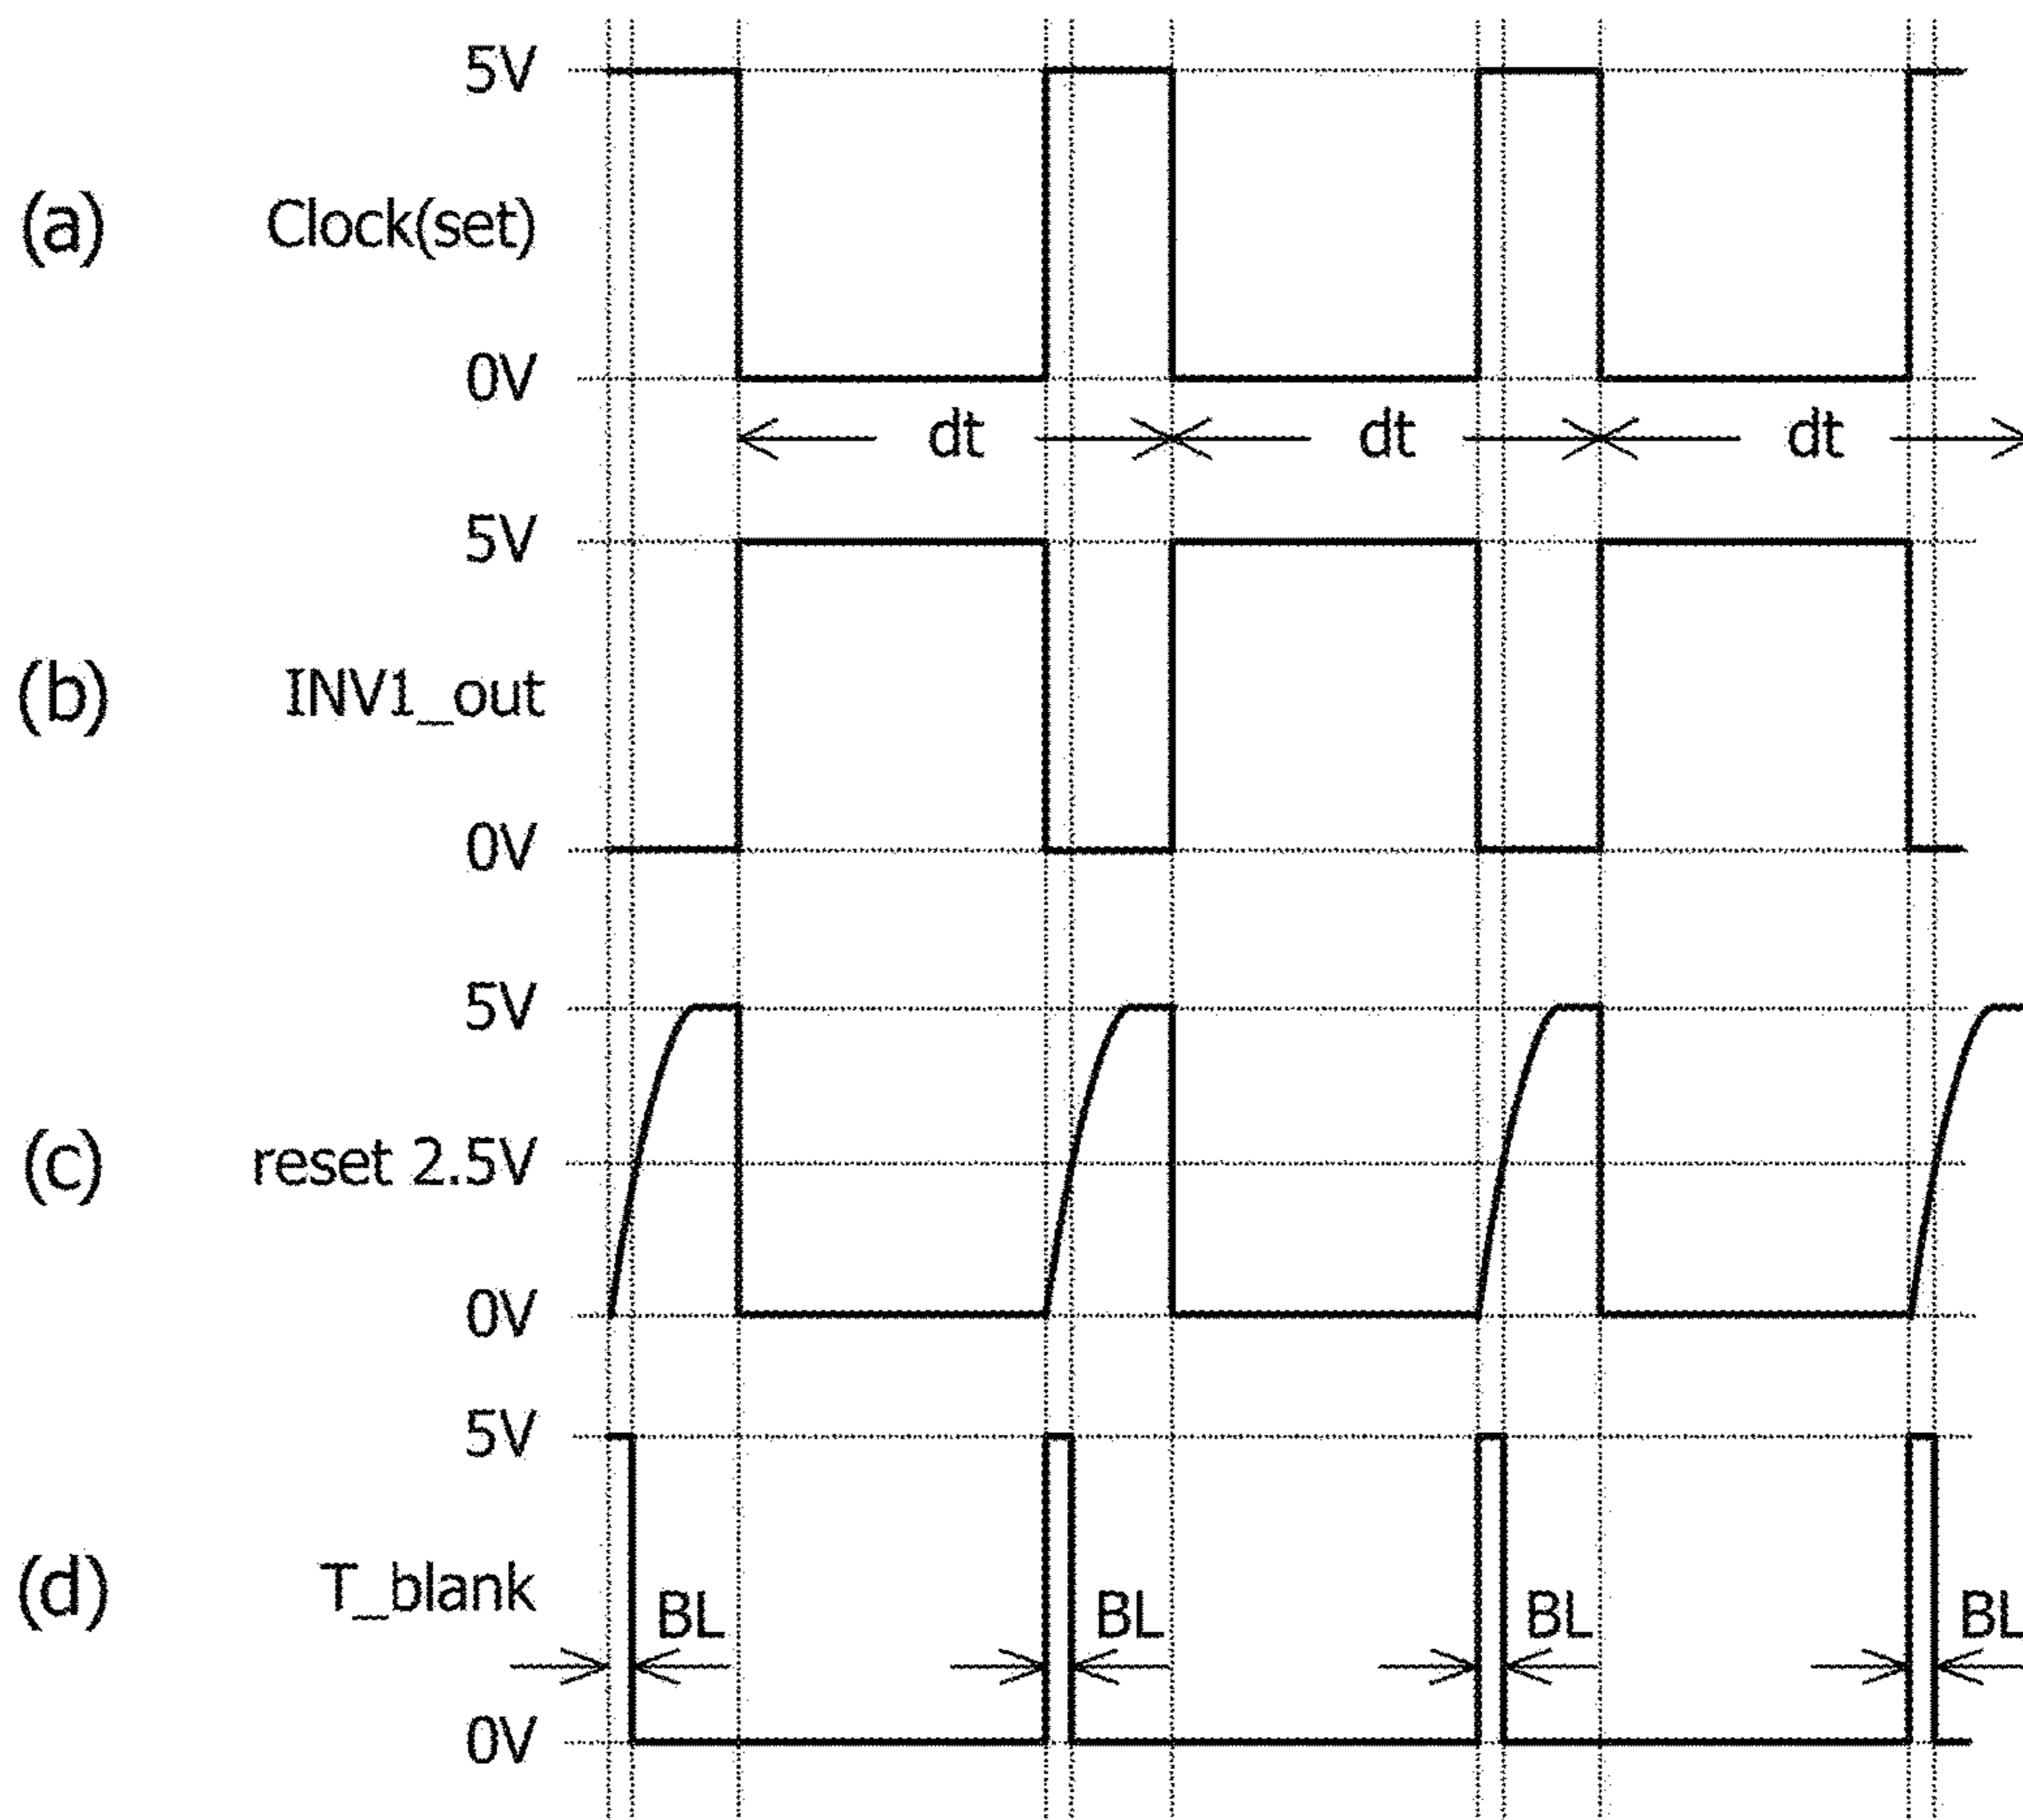 5V
(a) Clock(set)
0V
dt dt dt
5V
(b) INV1_out
0V
5V
(c) reset 2.5V
0V
5V
(d) T_blank BL BL BL BL
0V